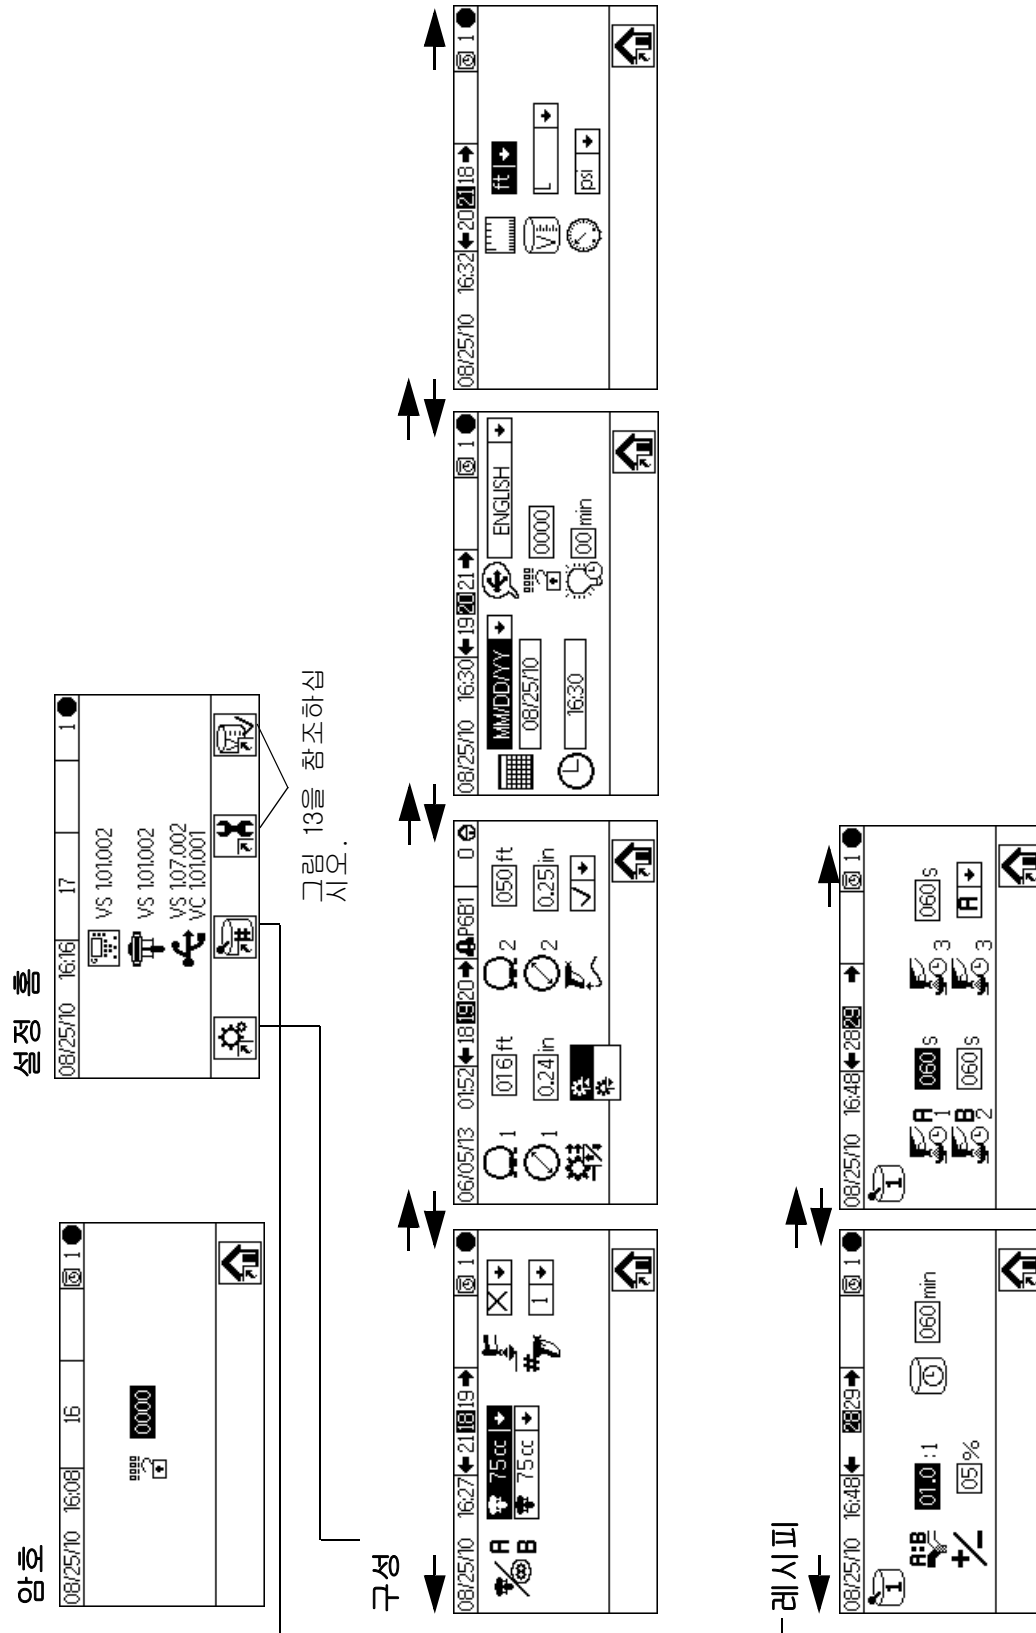 암호
08/25/10 16:08 16 1
0000
설정 홈
08/25/10 16:16 17 1
VS 1.01.002
VS 1.01.002
VS 1.07.002
VC 1.01.001
#
그림 13을 참조하십
시오.
구성
08/25/10 16:27 21 18 19 1
A 75cc
B 75cc
# 1
06/05/13 01:52 18 19 20 P6B1 0
1 016 ft 2 050 ft
1 0.24 in 2 0.25 in
08/25/10 16:30 19 20 21 1
MM/DD/YY ENGLISH
08/25/10 0000
16:30 00 min
08/25/10 16:32 20 21 18 1
ft
L
psi
레시피
08/25/10 16:48 28 29 1
1
A:B 01.0 :1 060 min
+/- 05 %
08/25/10 16:48 28 29 1
1
A 1 060 s 3 060 s
B 2 060 s 3 A